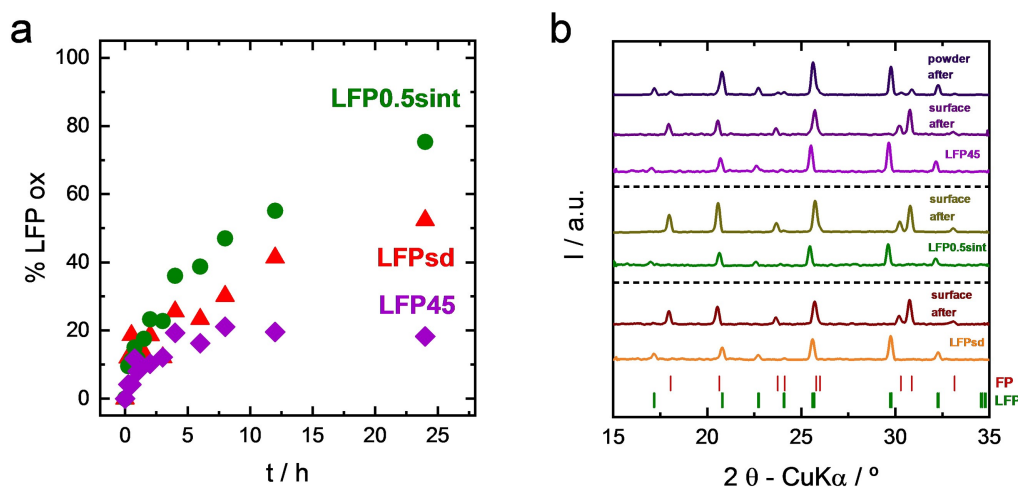 a
100
80
60
40
20
0
% LFP ox
LFP0.5sint
LFPsd
LFP45
0
5
10
15
20
25
t / h
b
I / a.u.
powder
after
surface
after
LFP45
surface
after
LFP0.5sint
surface
after
LFPsd
FP
LFP
15
20
25
30
35
2 θ - CuKα / º